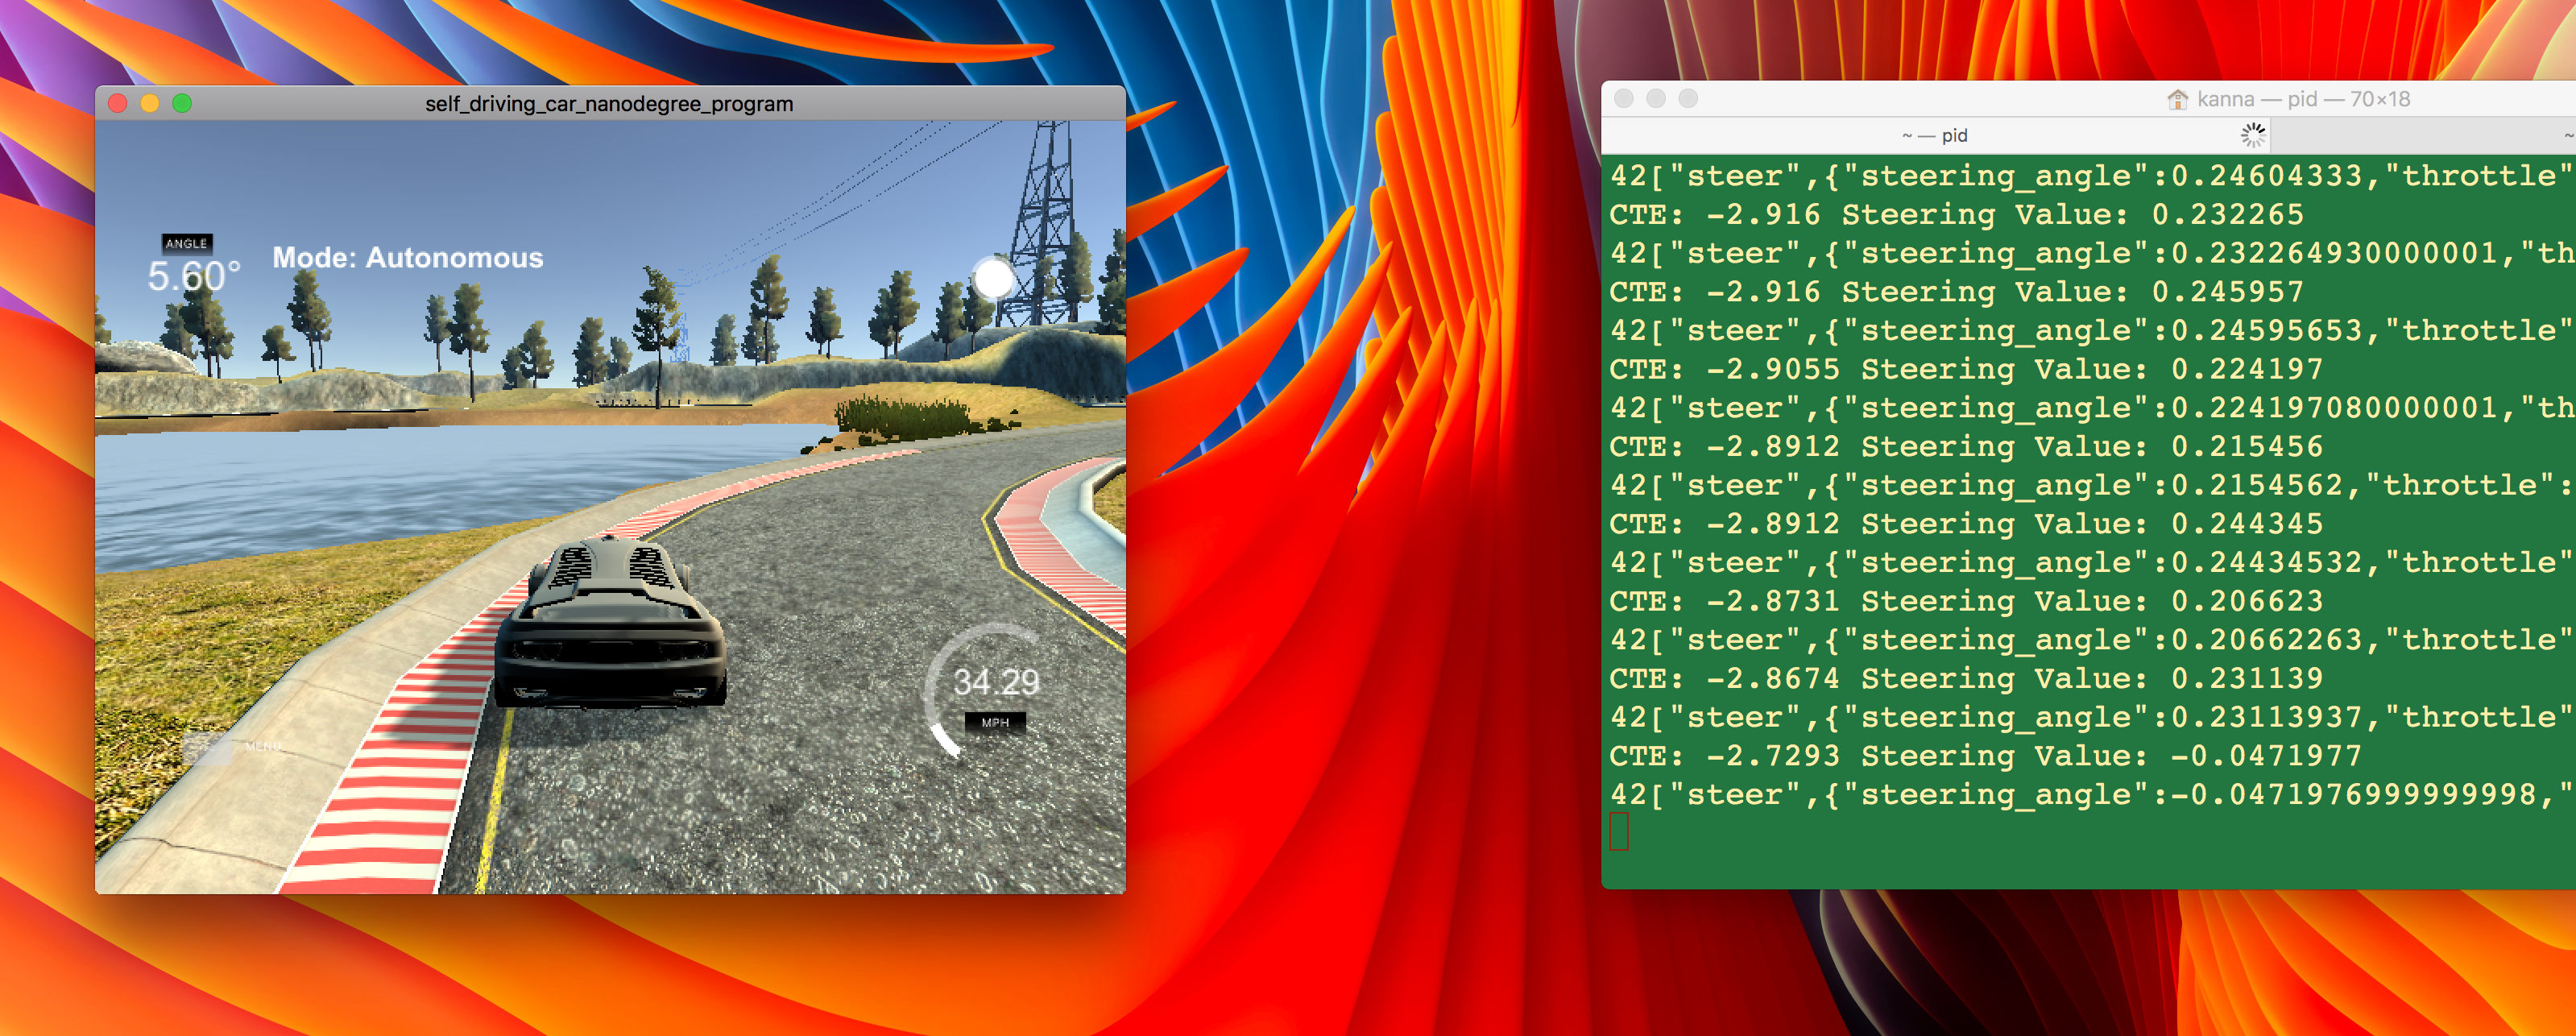 self_driving_car_nanodegree_program
ANGLE
5.60°
Mode: Autonomous
34.29
MPH
MENU
kanna — pid — 70×18
~ — pid
~
42["steer",{"steering_angle":0.24604333,"throttle"
CTE: -2.916 Steering Value: 0.232265
42["steer",{"steering_angle":0.232264930000001,"th
CTE: -2.916 Steering Value: 0.245957
42["steer",{"steering_angle":0.24595653,"throttle"
CTE: -2.9055 Steering Value: 0.224197
42["steer",{"steering_angle":0.224197080000001,"th
CTE: -2.8912 Steering Value: 0.215456
42["steer",{"steering_angle":0.2154562,"throttle":
CTE: -2.8912 Steering Value: 0.244345
42["steer",{"steering_angle":0.24434532,"throttle"
CTE: -2.8731 Steering Value: 0.206623
42["steer",{"steering_angle":0.20662263,"throttle"
CTE: -2.8674 Steering Value: 0.231139
42["steer",{"steering_angle":0.23113937,"throttle"
CTE: -2.7293 Steering Value: -0.0471977
42["steer",{"steering_angle":-0.0471976999999998,"